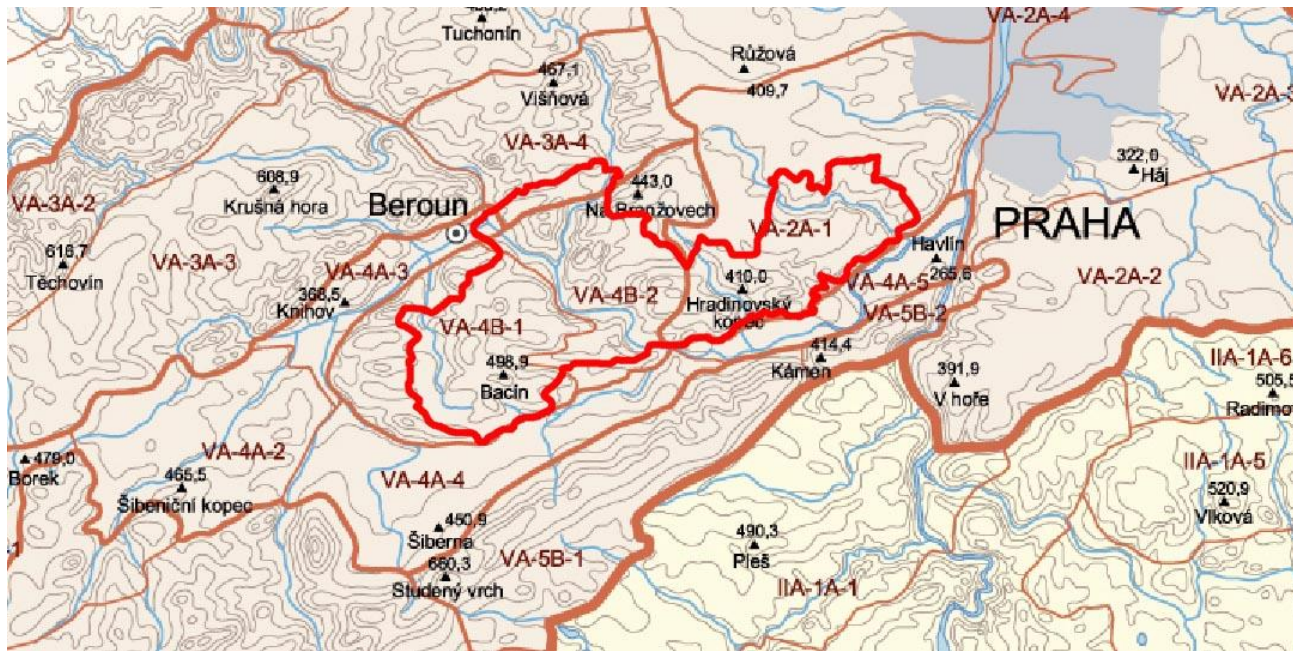 VA-2A-4
Tuchonín
Růžová
467,1
Višňová
409,7
VA-2A-3
VA-3A-4
322,0
Háj
608,9
443,0
Krušná hora
Na Branžovech
VA-3A-2
Beroun
VA-2A-1
PRAHA
616,7
Těchovín
VA-3A-3
VA-4A-3
Havlín
265,6
410,0
VA-2A-2
368,5
Knihov
VA-4B-2
Hradinovský
kopec
VA-4A-5
VA-5B-2
VA-4B-1
498,9
Bacín
414,4
Kámen
391,9
V hoře
IIA-1A-6
505,5
479,0
Borek
VA-4A-2
465,5
Šibeniční kopec
VA-4A-4
IIA-1A-5
520,9
Vlková
450,9
Šiberna
660,3
Studený vrch
VA-5B-1
490,3
Pleš
IIA-1A-1